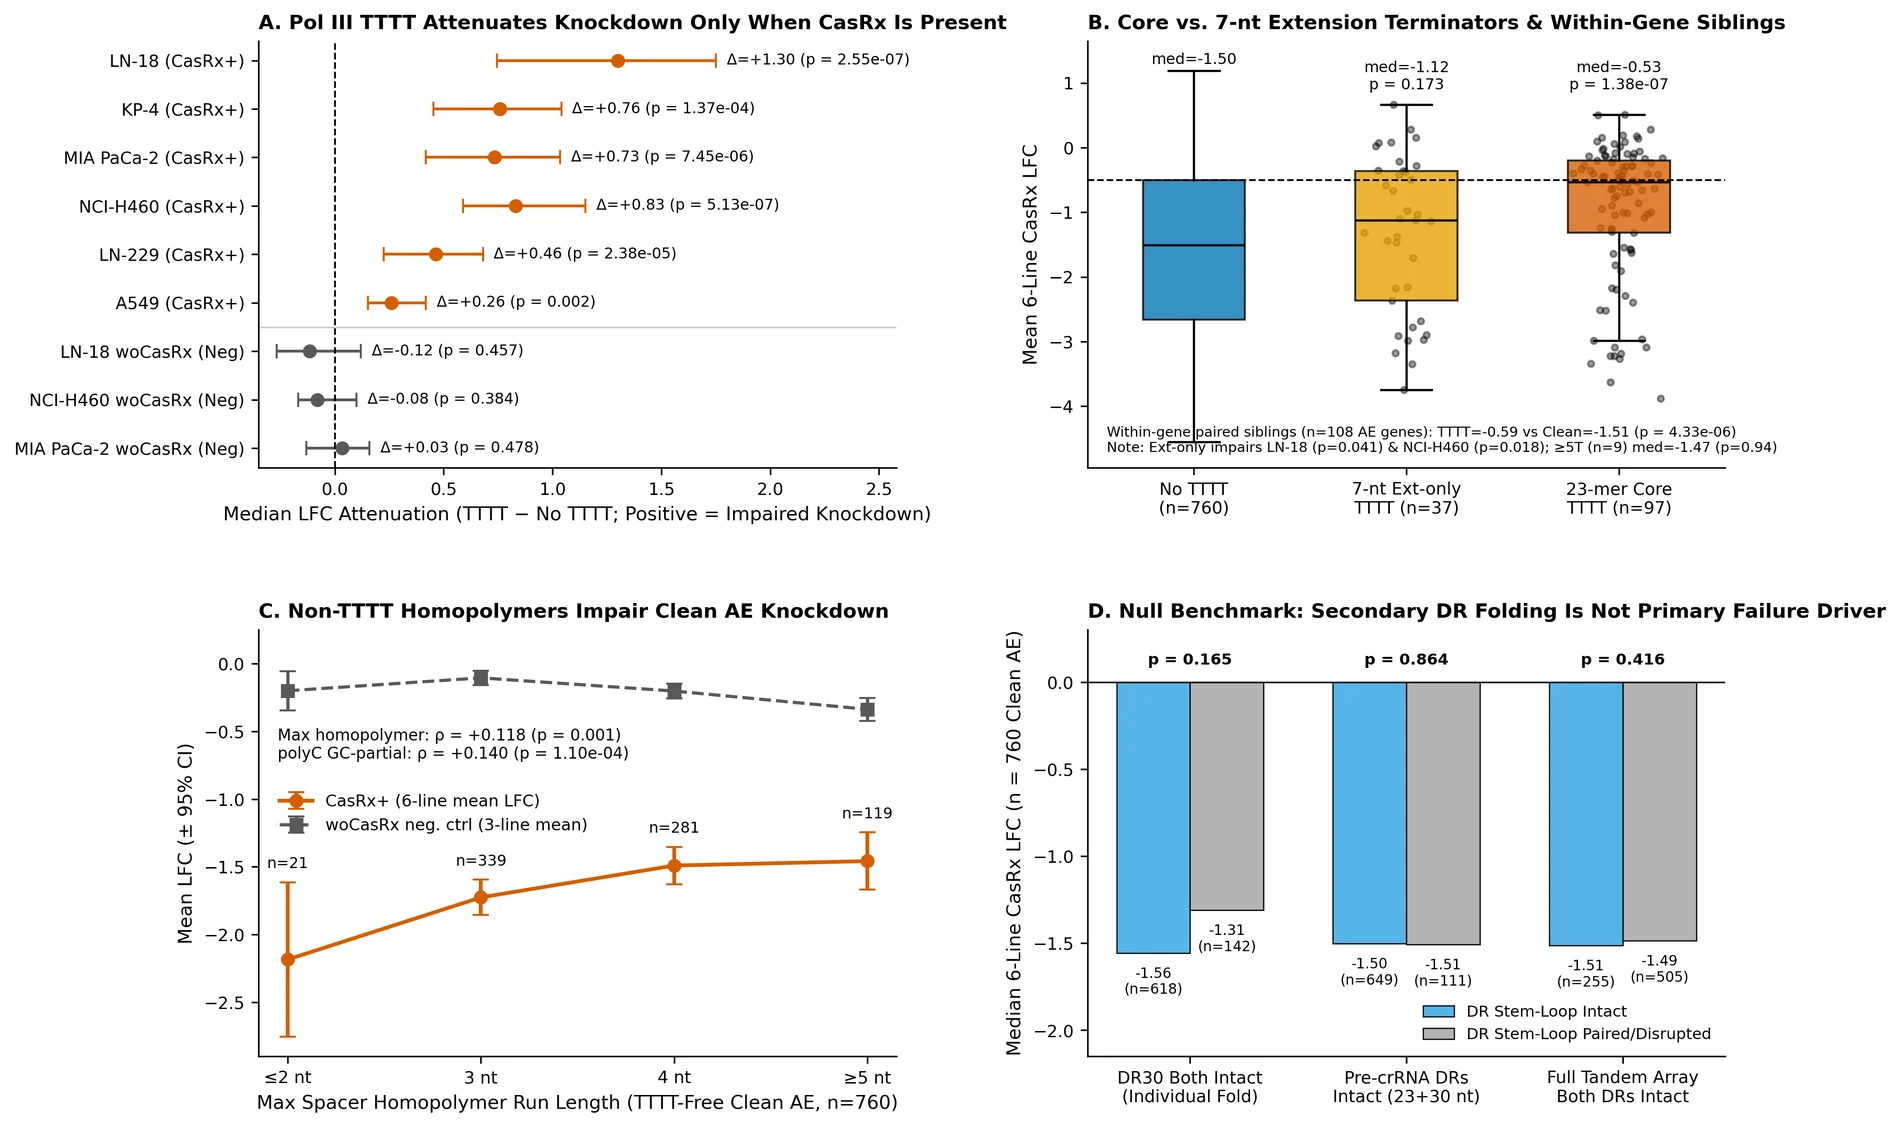 A. Pol III TTTT Attenuates Knockdown Only When CasRx Is Present
LN-18 (CasRx+)
Δ=+1.30 (p = 2.55e-07)
KP-4 (CasRx+)
Δ=+0.76 (p = 1.37e-04)
MIA PaCa-2 (CasRx+)
Δ=+0.73 (p = 7.45e-06)
NCI-H460 (CasRx+)
Δ=+0.83 (p = 5.13e-07)
LN-229 (CasRx+)
Δ=+0.46 (p = 2.38e-05)
A549 (CasRx+)
Δ=+0.26 (p = 0.002)
LN-18 woCasRx (Neg)
Δ=-0.12 (p = 0.457)
NCI-H460 woCasRx (Neg)
Δ=-0.08 (p = 0.384)
MIA PaCa-2 woCasRx (Neg)
Δ=+0.03 (p = 0.478)
0.0 0.5 1.0 1.5 2.0 2.5
Median LFC Attenuation (TTTT − No TTTT; Positive = Impaired Knockdown)
B. Core vs. 7-nt Extension Terminators & Within-Gene Siblings
Mean 6-Line CasRx LFC
1
0
−1
−2
−3
−4
med=-1.50
med=-1.12
p = 0.173
med=-0.53
p = 1.38e-07
Within-gene paired siblings (n=108 AE genes): TTTT=-0.59 vs Clean=-1.51 (p = 4.33e-06)
Note: Ext-only impairs LN-18 (p=0.041) & NCI-H460 (p=0.018); ≥5T (n=9) med=-1.47 (p=0.94)
No TTTT
(n=760)
7-nt Ext-only
TTTT (n=37)
23-mer Core
TTTT (n=97)
C. Non-TTTT Homopolymers Impair Clean AE Knockdown
Mean LFC (± 95% CI)
0.0
−0.5
−1.0
−1.5
−2.0
−2.5
Max homopolymer: ρ = +0.118 (p = 0.001)
polyC GC-partial: ρ = +0.140 (p = 1.10e-04)
CasRx+ (6-line mean LFC)
woCasRx neg. ctrl (3-line mean)
n=21
n=339
n=281
n=119
≤2 nt
3 nt
4 nt
≥5 nt
Max Spacer Homopolymer Run Length (TTTT-Free Clean AE, n=760)
D. Null Benchmark: Secondary DR Folding Is Not Primary Failure Driver
Median 6-Line CasRx LFC (n = 760 Clean AE)
0.0
−0.5
−1.0
−1.5
−2.0
p = 0.165
p = 0.864
p = 0.416
-1.56
(n=618)
-1.31
(n=142)
-1.50
(n=649)
-1.51
(n=111)
-1.51
(n=255)
-1.49
(n=505)
DR Stem-Loop Intact
DR Stem-Loop Paired/Disrupted
DR30 Both Intact
(Individual Fold)
Pre-crRNA DRs
Intact (23+30 nt)
Full Tandem Array
Both DRs Intact